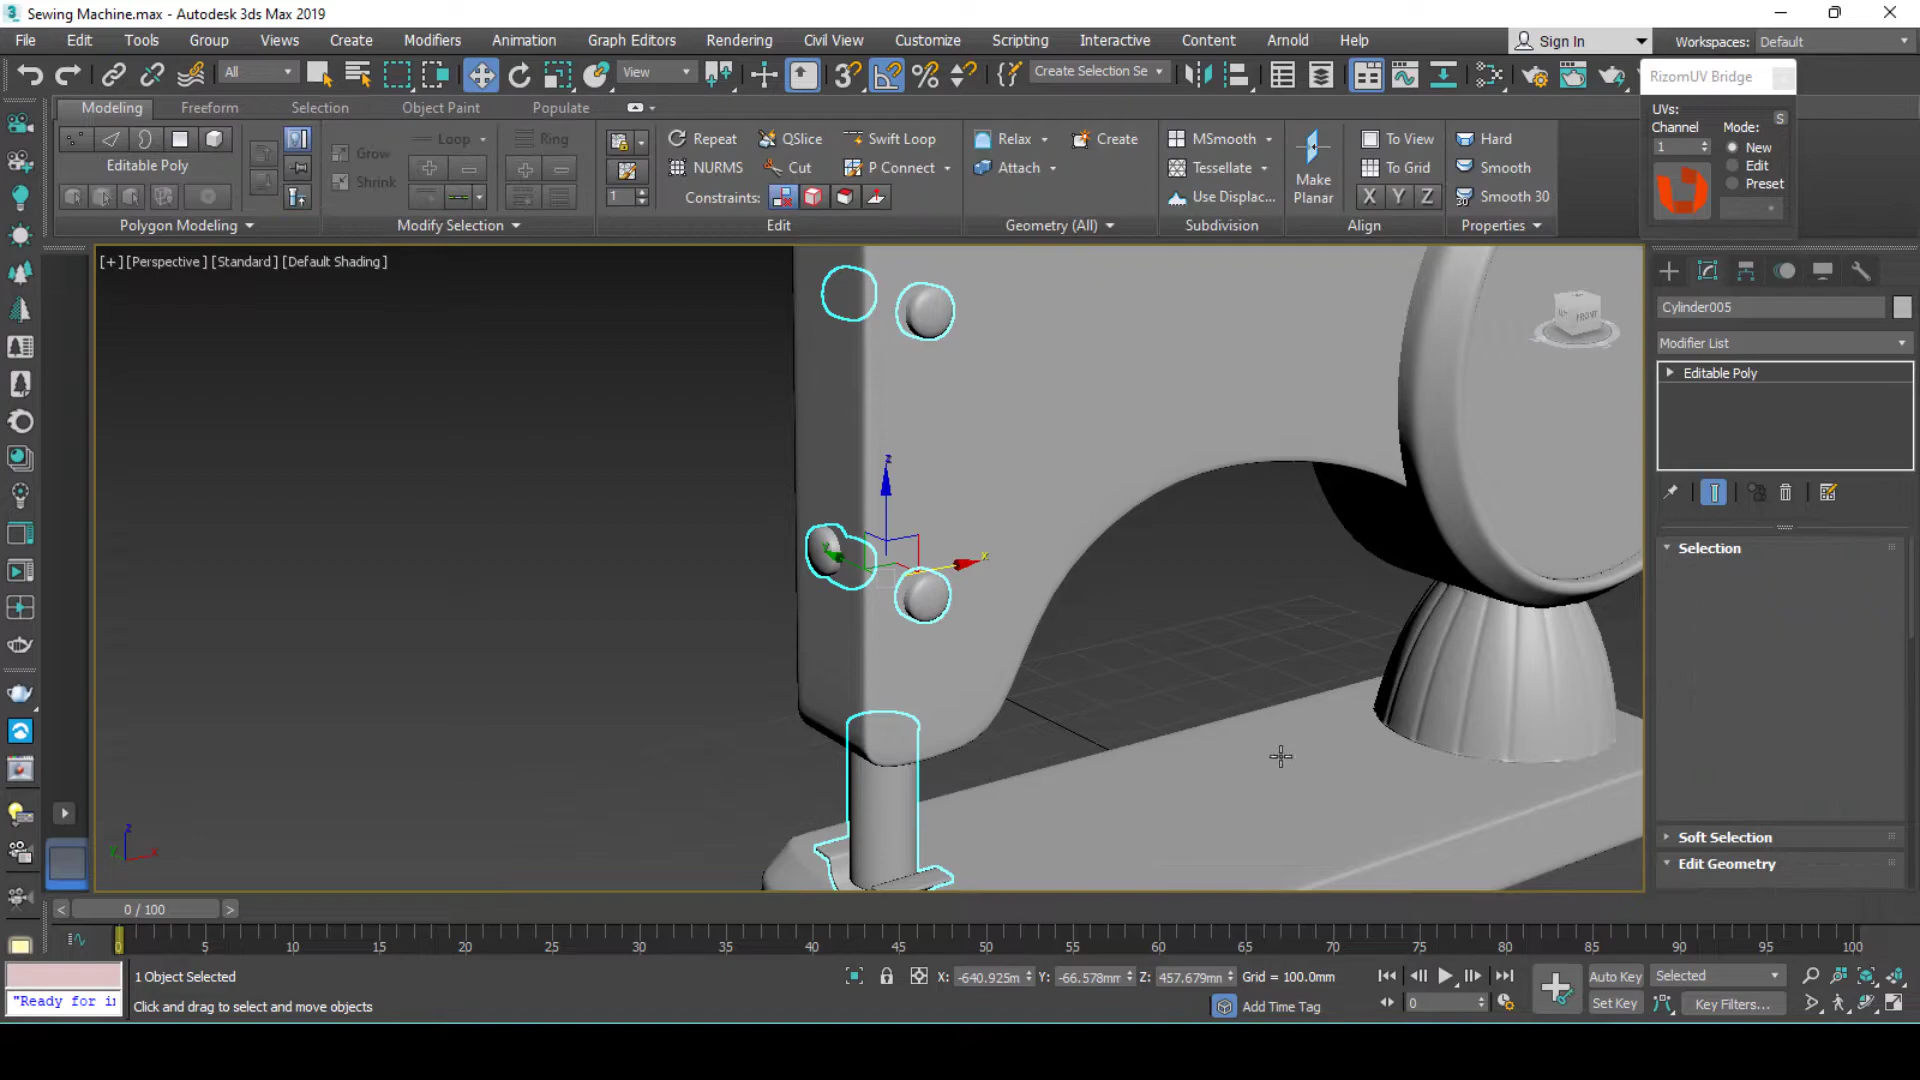 Sewing Machine.max - Autodesk 3ds Max 2019
File Edit Tools Group Views Create Modifiers Animation Graph Editors Rendering Civil View Customize Scripting Interactive Content Arnold Help Sign In Workspaces: Default
All View Create Selection Se
RizomUV Bridge
Modeling Freeform Selection Object Paint Populate
UVs: S
Channel Mode:
1 New
Edit
Preset
Loop Ring Repeat QSlice Swift Loop Relax Create MSmooth To View Hard
Editable Poly Grow NURMS Cut P Connect Attach Tessellate Make Planar To Grid Smooth
Shrink 1 Constraints: Use Displac... X Y Z Smooth 30
Polygon Modeling Modify Selection Edit Geometry (All) Subdivision Align Properties
[+] [Perspective] [Standard] [Default Shading]
FRONT
Cylinder005
Modifier List
Editable Poly
z
x
Selection
Soft Selection
Edit Geometry
z
x
< 0 / 100 >
0 5 10 15 20 25 30 35 40 45 50 55 60 65 70 75 80 85 90 95 100
1 Object Selected X: -640.925m Y: -66.578mm Z: 457.679mm Grid = 100.0mm Auto Key Selected
"Ready for in Click and drag to select and move objects Add Time Tag 0 Set Key Key Filters...